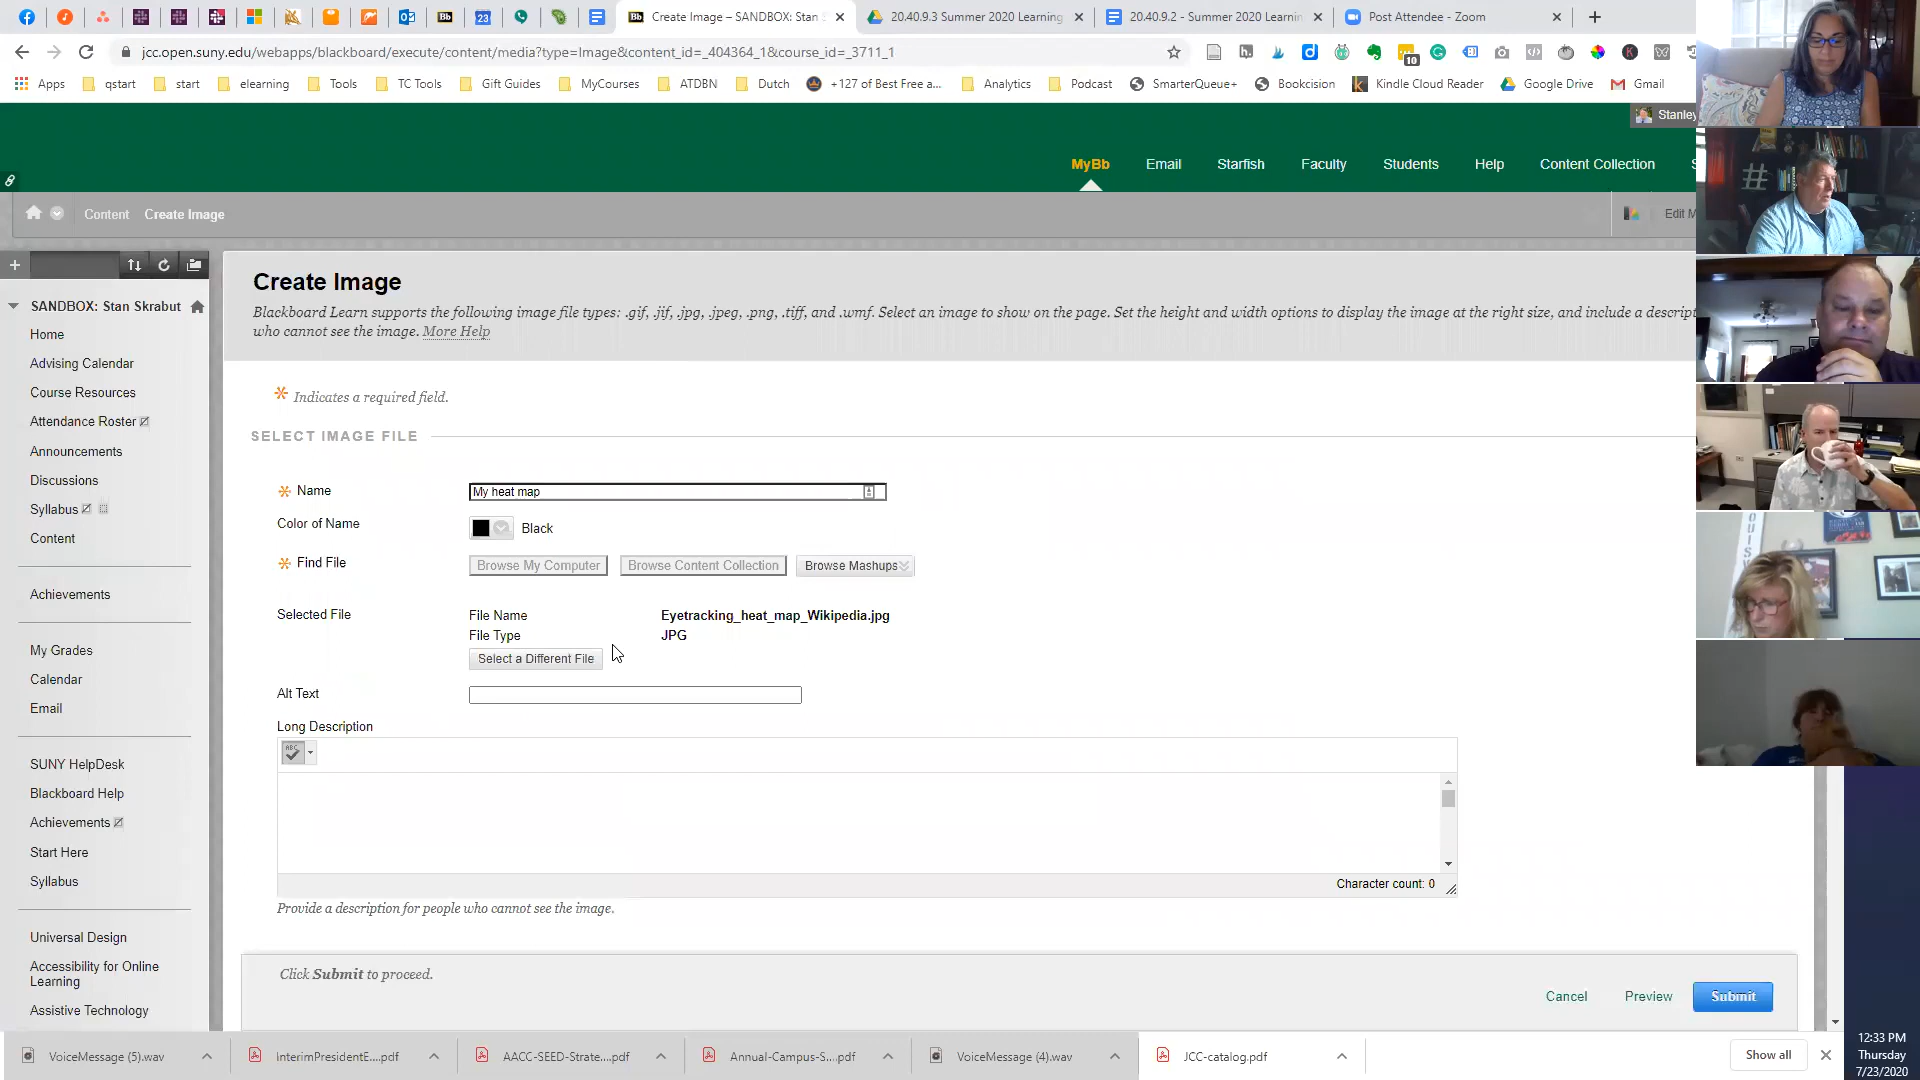 Create Image – SANDBOX: Stan
20.40.9.3 Summer 2020 Learning
20.40.9.2 - Summer 2020 Learnin
Post Attendee - Zoom
jcc.open.suny.edu/webapps/blackboard/execute/content/media?type=Image&content_id=_404364_1&course_id=_3711_1
Apps
qstart
start
elearning
Tools
TC Tools
Gift Guides
MyCourses
ATDBN
Dutch
+127 of Best Free a...
Analytics
Podcast
SmarterQueue+
Bookcision
Kindle Cloud Reader
Google Drive
Gmail
Stanley
MyBb
Email
Starfish
Faculty
Students
Help
Content Collection
Content
Create Image
Edit M
SANDBOX: Stan Skrabut
Home
Advising Calendar
Course Resources
Attendance Roster
Announcements
Discussions
Syllabus
Content
Achievements
My Grades
Calendar
Email
SUNY HelpDesk
Blackboard Help
Achievements
Start Here
Syllabus
Universal Design
Accessibility for Online
Learning
Assistive Technology
Create Image
Blackboard Learn supports the following image file types: .gif, .jif, .jpg, .jpeg, .png, .tiff, and .wmf. Select an image to show on the page. Set the height and width options to display the image at the right size, and include a descripti
who cannot see the image. More Help
Indicates a required field.
SELECT IMAGE FILE
Name
My heat map
Color of Name
Black
Find File
Browse My Computer
Browse Content Collection
Browse Mashups
Selected File
File Name
Eyetracking_heat_map_Wikipedia.jpg
File Type
JPG
Select a Different File
Alt Text
Long Description
ABC
Character count: 0
Provide a description for people who cannot see the image.
Click Submit to proceed.
Cancel
Preview
Submit
VoiceMessage (5).wav
InterimPresidentE....pdf
AACC-SEED-Strate....pdf
Annual-Campus-S....pdf
VoiceMessage (4).wav
JCC-catalog.pdf
Show all
12:33 PM
Thursday
7/23/2020